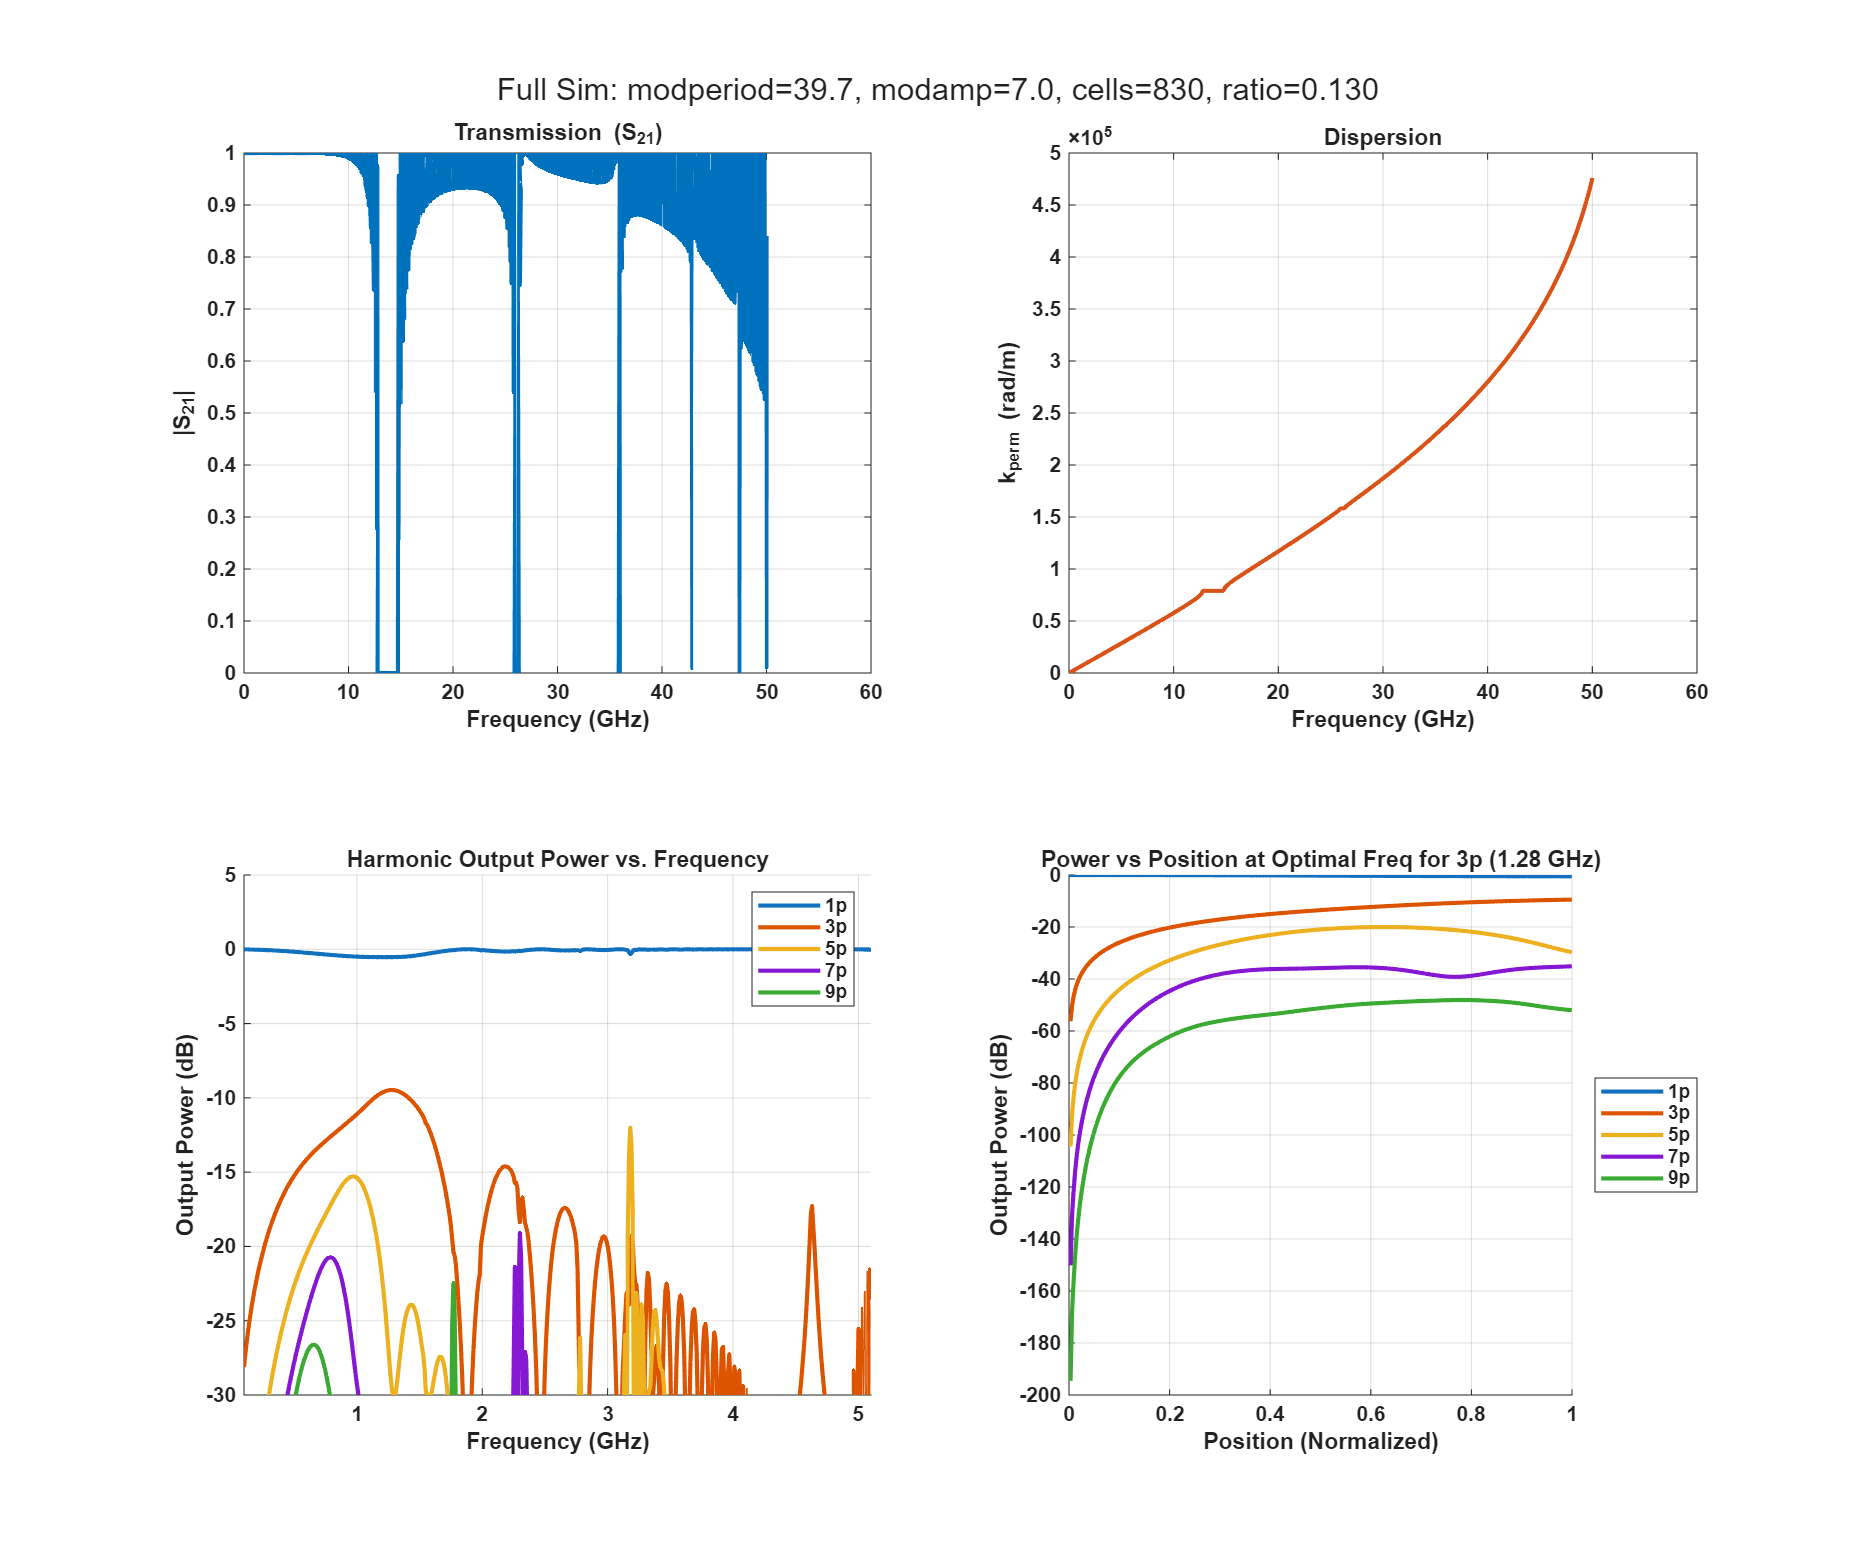 Full Sim: modperiod=39.7, modamp=7.0, cells=830, ratio=0.130
Transmission (S21)
1
0.9
0.8
0.7
0.6
0.5
0.4
0.3
0.2
0.1
0
|S21|
0 10 20 30 40 50 60
Frequency (GHz)
×10^5
Dispersion
5
4.5
4
3.5
3
2.5
2
1.5
1
0.5
0
kperm (rad/m)
0 10 20 30 40 50 60
Frequency (GHz)
Harmonic Output Power vs. Frequency
5
0
-5
-10
-15
-20
-25
-30
Output Power (dB)
1p
3p
5p
7p
9p
1 2 3 4 5
Frequency (GHz)
Power vs Position at Optimal Freq for 3p (1.28 GHz)
0
-20
-40
-60
-80
-100
-120
-140
-160
-180
-200
Output Power (dB)
1p
3p
5p
7p
9p
0 0.2 0.4 0.6 0.8 1
Position (Normalized)